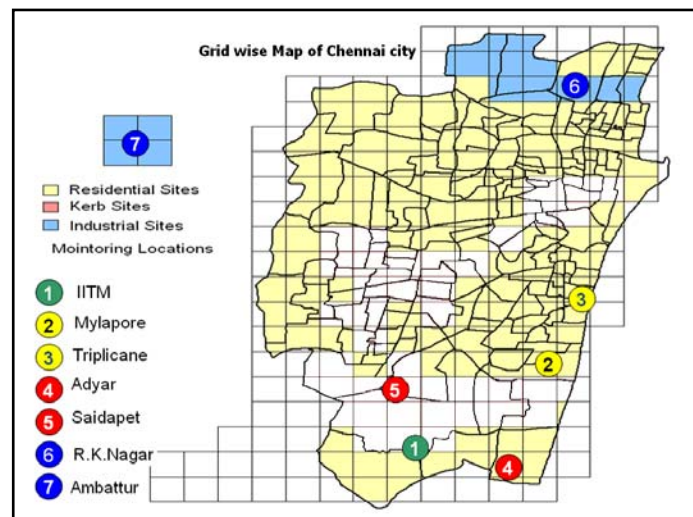 Grid wise Map of Chennai city
6
7
Residential Sites
Kerb Sites
Industrial Sites
Mointoring Locations
1 IITM
2 Mylapore
3 Triplicane
4 Adyar
5 Saidapet
6 R.K.Nagar
7 Ambattur
3
2
5
1
4